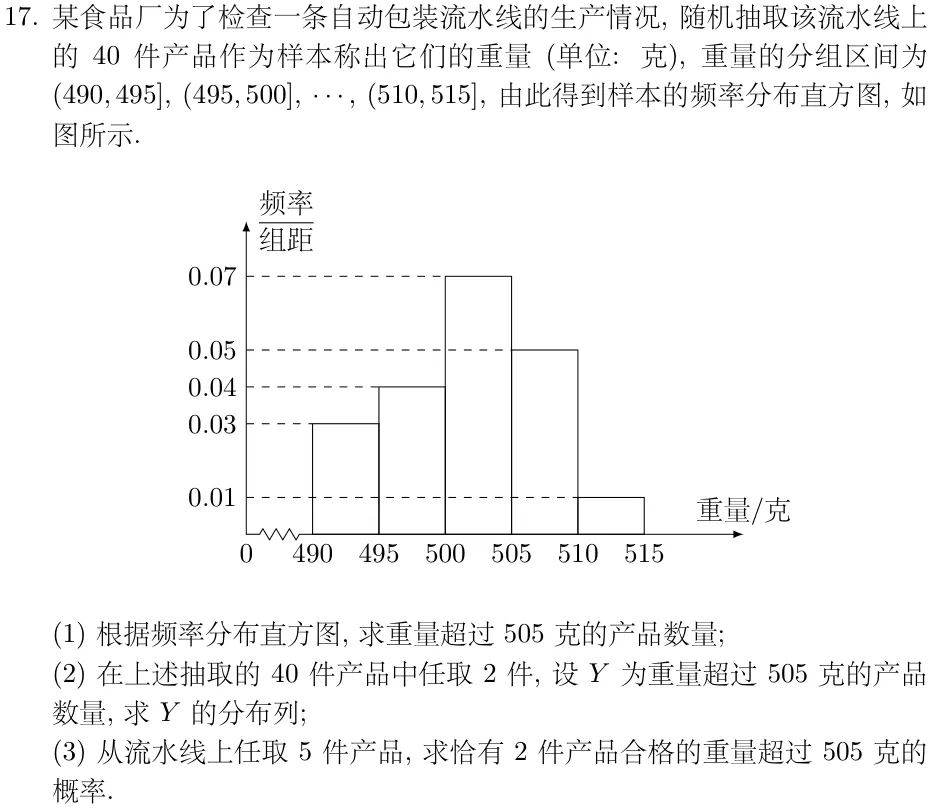 17. 某食品厂为了检查一条自动包装流水线的生产情况, 随机抽取该流水线上
的 40 件产品作为样本称出它们的重量 (单位: 克), 重量的分组区间为
(490, 495], (495, 500], ···, (510, 515], 由此得到样本的频率分布直方图, 如
图所示.
频率
组距
0.07
0.05
0.04
0.03
0.01
重量/克
0 490 495 500 505 510 515
(1) 根据频率分布直方图, 求重量超过 505 克的产品数量;
(2) 在上述抽取的 40 件产品中任取 2 件, 设 Y 为重量超过 505 克的产品
数量, 求 Y 的分布列;
(3) 从流水线上任取 5 件产品, 求恰有 2 件产品合格的重量超过 505 克的
概率.